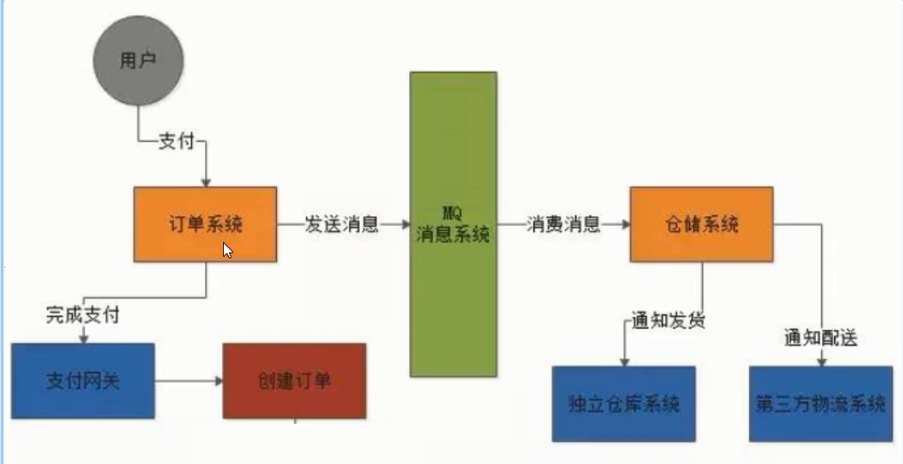 用户
支付
订单系统
发送消息
MQ
消息系统
消费消息
仓储系统
完成支付
通知发货
通知配送
支付网关
创建订单
独立仓库系统
第三方物流系统